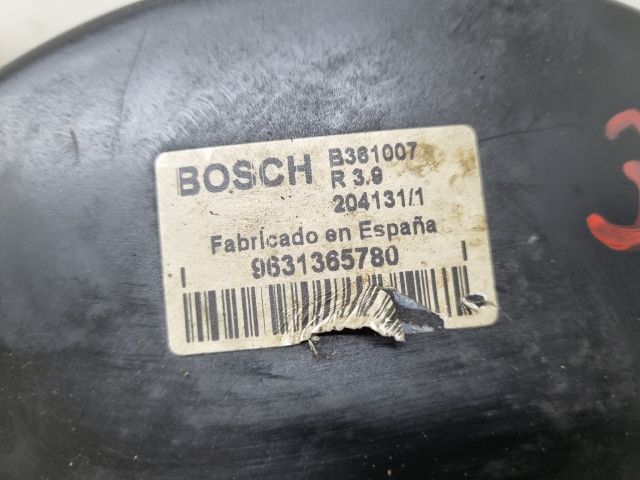 BOSCH B361007
R 3.9
204131/1
Fabricado en España
9631365780
3